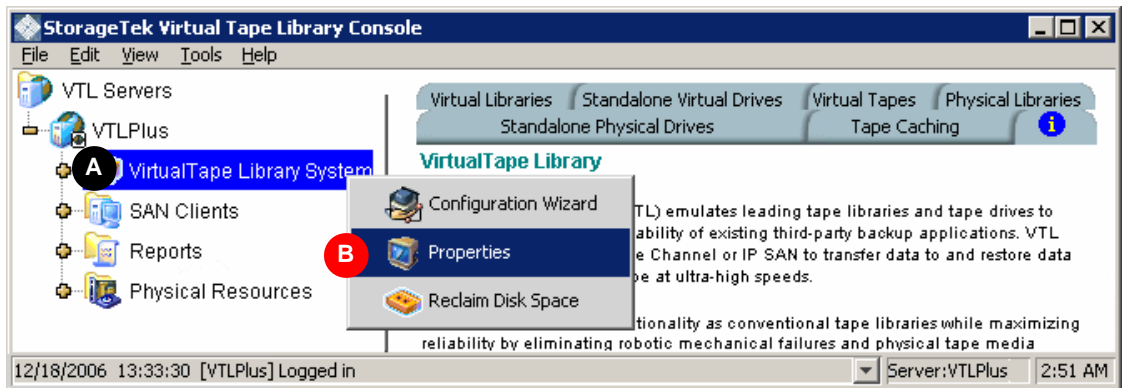 StorageTek Virtual Tape Library Console
File Edit View Tools Help
VTL Servers
VTLPlus
A
VirtualTape Library System
SAN Clients
Reports
Physical Resources
Virtual Libraries Standalone Virtual Drives Virtual Tapes Physical Libraries
Standalone Physical Drives Tape Caching
VirtualTape Library
Configuration Wizard
B
Properties
Reclaim Disk Space
TL) emulates leading tape libraries and tape drives to
ability of existing third-party backup applications. VTL
e Channel or IP SAN to transfer data to and restore data
at ultra-high speeds.
tionality as conventional tape libraries while maximizing
reliability by eliminating robotic mechanical failures and physical tape media
12/18/2006 13:33:30 [VTLPlus] Logged in
Server:VTLPlus
2:51 AM